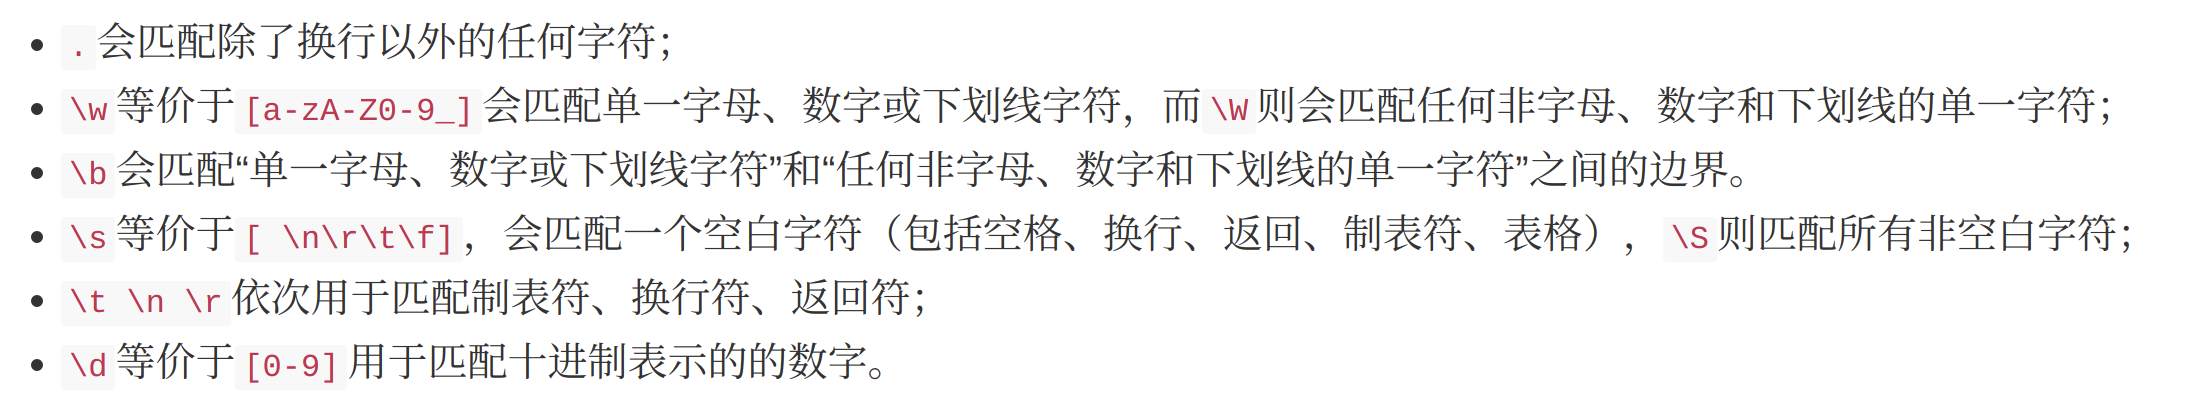 • .会匹配除了换行以外的任何字符；
• \w等价于[a-zA-Z0-9_]会匹配单一字母、数字或下划线字符，而\W则会匹配任何非字母、数字和下划线的单一字符；
• \b会匹配“单一字母、数字或下划线字符”和“任何非字母、数字和下划线的单一字符”之间的边界。
• \s等价于[ \n\r\t\f]，会匹配一个空白字符（包括空格、换行、返回、制表符、表格），\S则匹配所有非空白字符；
• \t \n \r依次用于匹配制表符、换行符、返回符；
• \d等价于[0-9]用于匹配十进制表示的的数字。